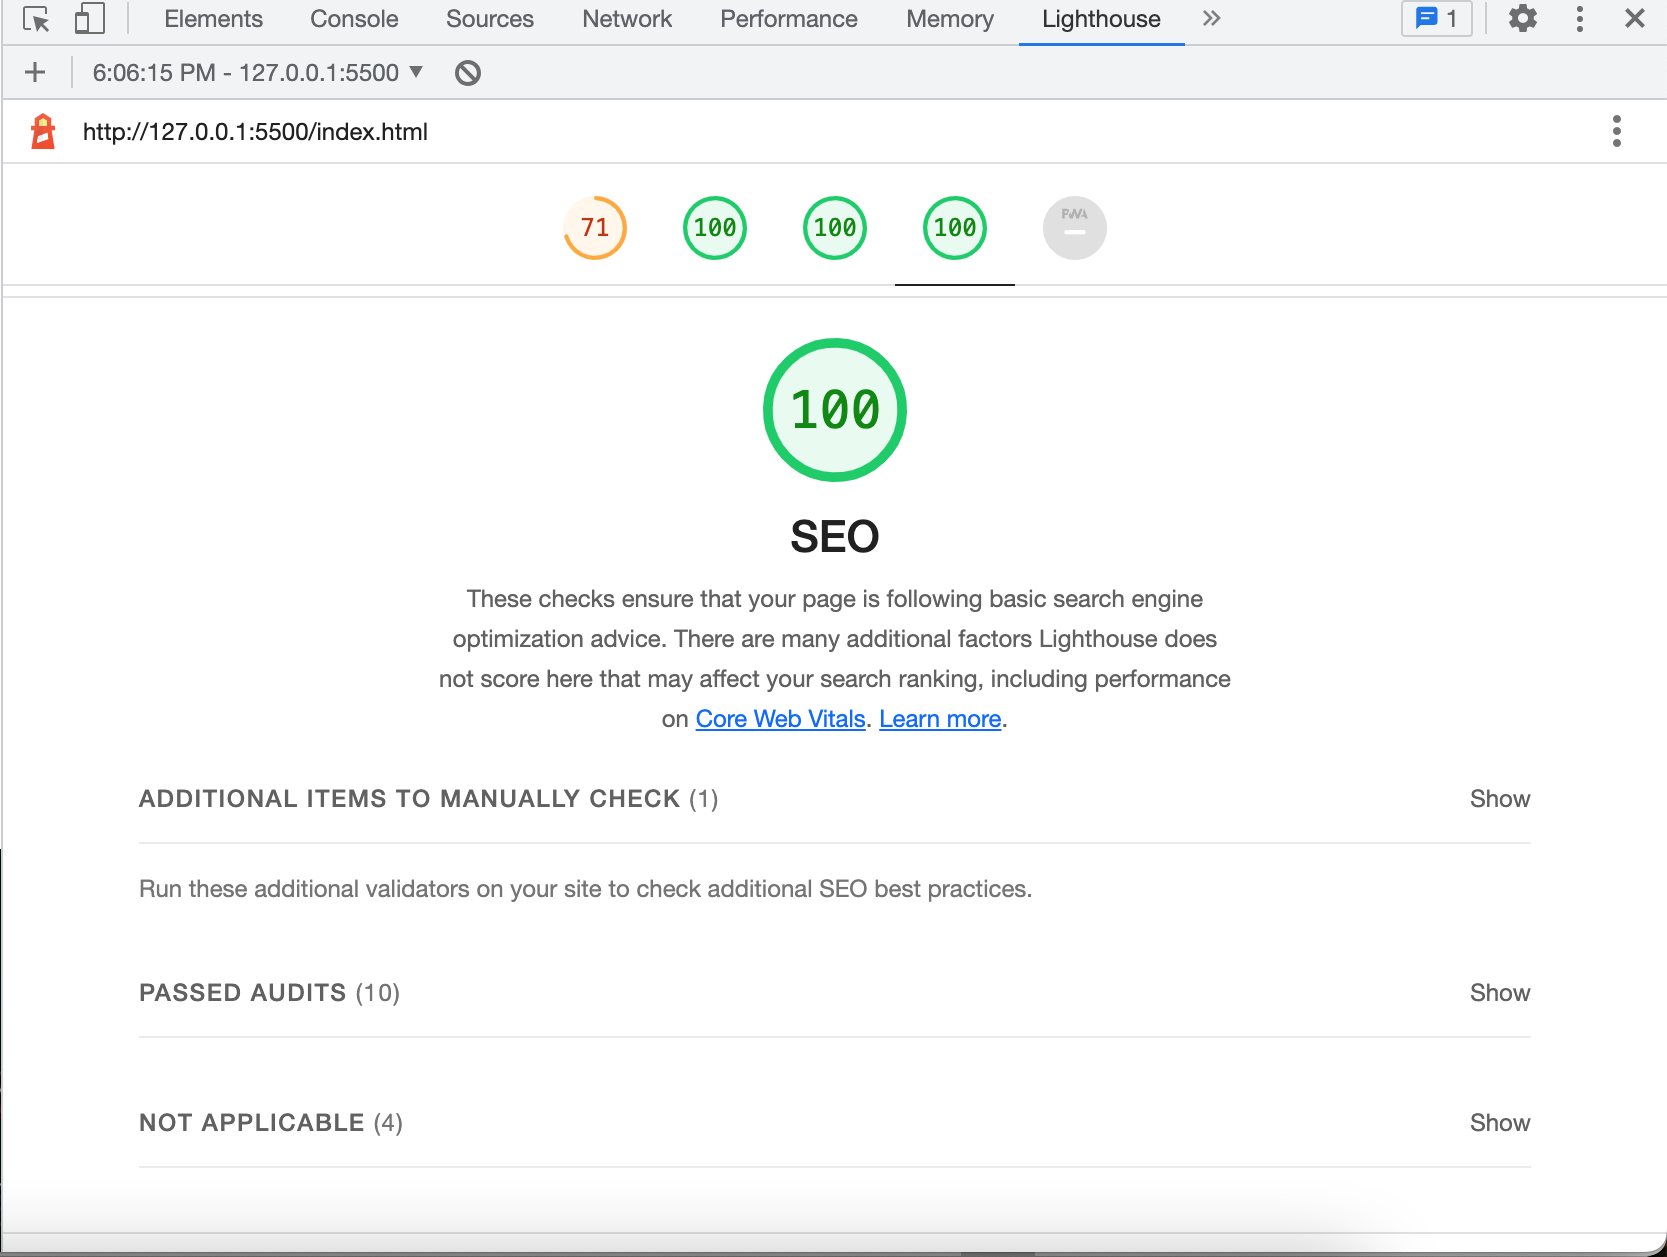 Elements Console Sources Network Performance Memory Lighthouse 1
6:06:15 PM - 127.0.0.1:5500
http://127.0.0.1:5500/index.html
71 100 100 100 PWA
100
SEO
These checks ensure that your page is following basic search engine
optimization advice. There are many additional factors Lighthouse does
not score here that may affect your search ranking, including performance
on Core Web Vitals. Learn more.
ADDITIONAL ITEMS TO MANUALLY CHECK (1) Show
Run these additional validators on your site to check additional SEO best practices.
PASSED AUDITS (10) Show
NOT APPLICABLE (4) Show